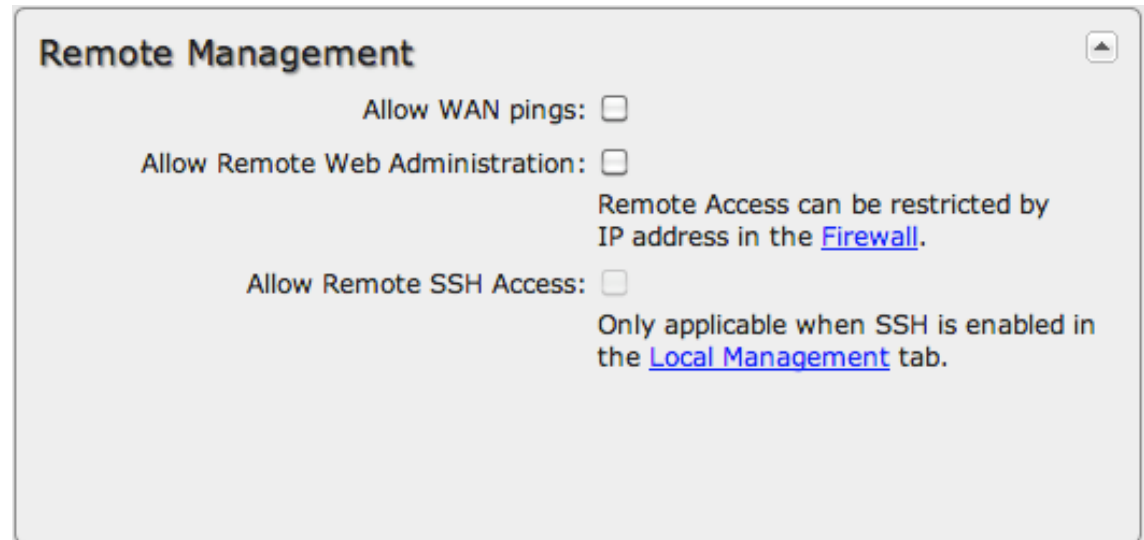 Remote Management
Allow WAN pings:
Allow Remote Web Administration:
Remote Access can be restricted by
IP address in the Firewall.
Allow Remote SSH Access:
Only applicable when SSH is enabled in
the Local Management tab.